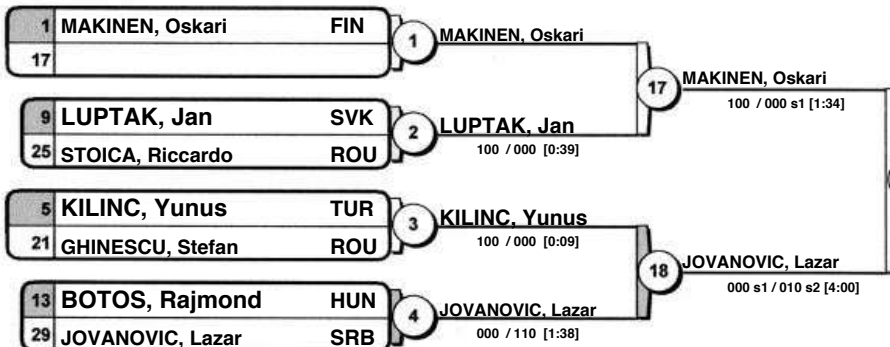 1 MAKINEN, Oskari FIN
17
1 MAKINEN, Oskari
9 LUPTAK, Jan SVK
25 STOICA, Riccardo ROU
2 LUPTAK, Jan
100 / 000 [0:39]
17 MAKINEN, Oskari
100 / 000 s1 [1:34]
5 KILINC, Yunus TUR
21 GHINESCU, Stefan ROU
3 KILINC, Yunus
100 / 000 [0:09]
13 BOTOS, Rajmond HUN
29 JOVANOVIC, Lazar SRB
4 JOVANOVIC, Lazar
000 / 110 [1:38]
18 JOVANOVIC, Lazar
000 s1 / 010 s2 [4:00]